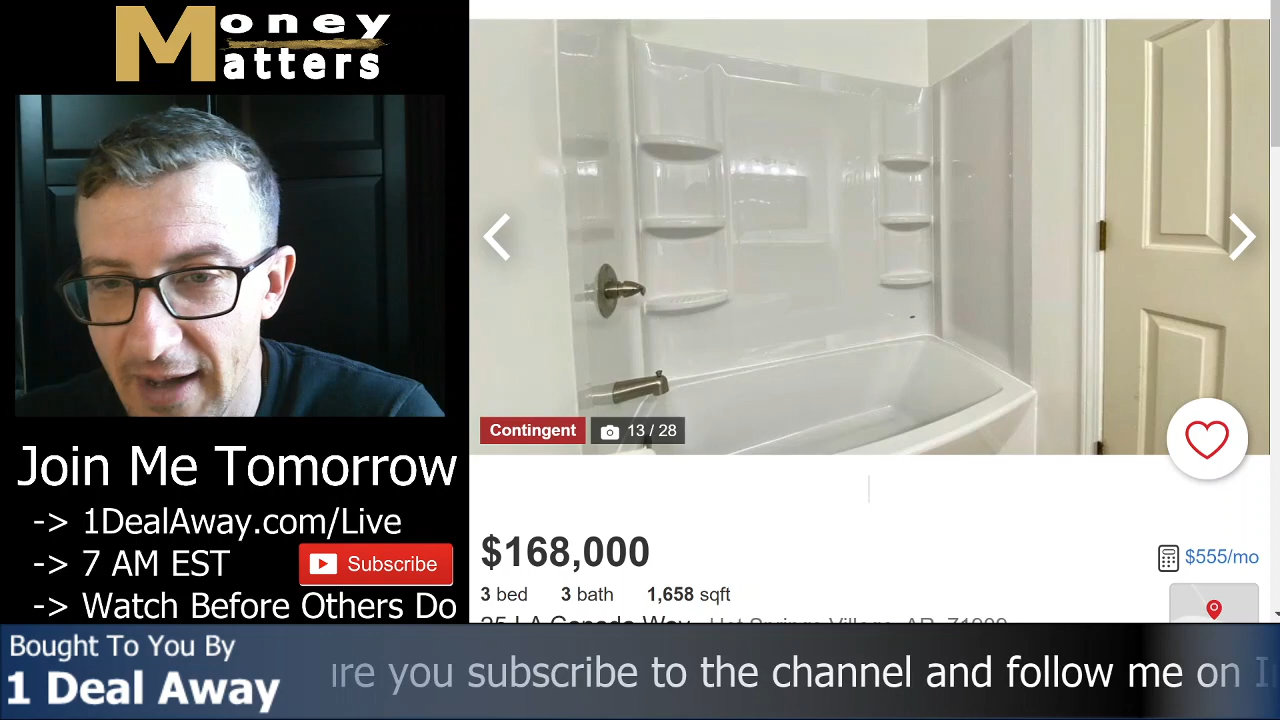 Money
Matters
Join Me Tomorrow
-> 1DealAway.com/Live
-> 7 AM EST
Subscribe
-> Watch Before Others Do
Contingent
13 / 28
$168,000
$555/mo
3 bed 3 bath 1,658 sqft
Bought To You By
1 Deal Away
you subscribe to the channel and follow me on